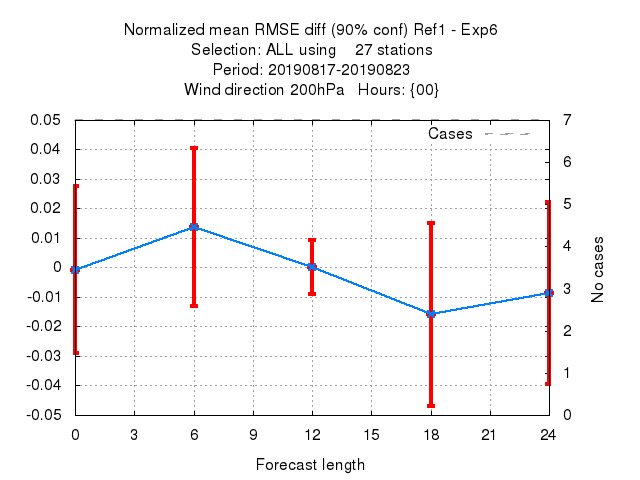 Normalized mean RMSE diff (90% conf) Ref1 - Exp6
Selection: ALL using    27 stations
Period: 20190817-20190823
Wind direction 200hPa   Hours: {00}
Cases
0.05
0.04
0.03
0.02
0.01
0
-0.01
-0.02
-0.03
-0.04
-0.05
7
6
5
4
3
2
1
0
No cases
0 3 6 9 12 15 18 21 24
Forecast length